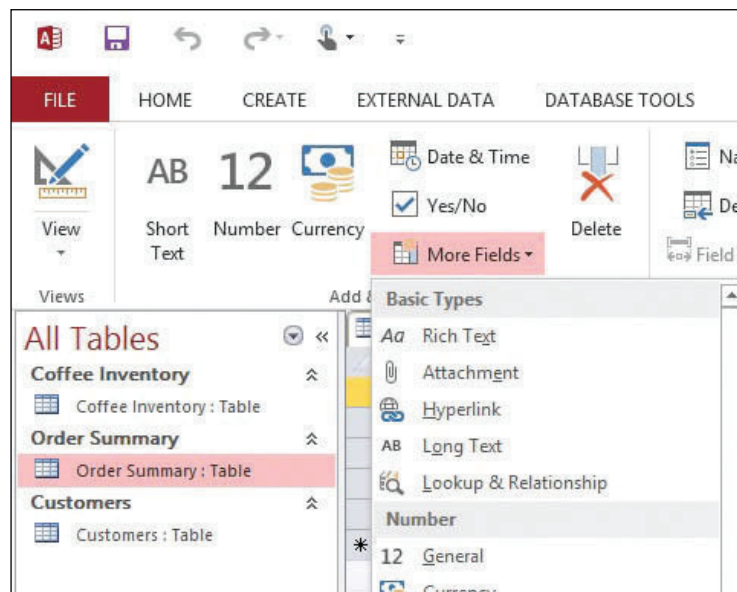 FILE HOME CREATE EXTERNAL DATA DATABASE TOOLS
View
AB
Short
Text
12
Number
Currency
Date & Time
Yes/No
More Fields
Delete
Field
Views
Add &
All Tables
Coffee Inventory
Coffee Inventory : Table
Order Summary
Order Summary : Table
Customers
Customers : Table
Basic Types
Aa Rich Text
Attachment
Hyperlink
AB Long Text
Lookup & Relationship
Number
12 General
Currency